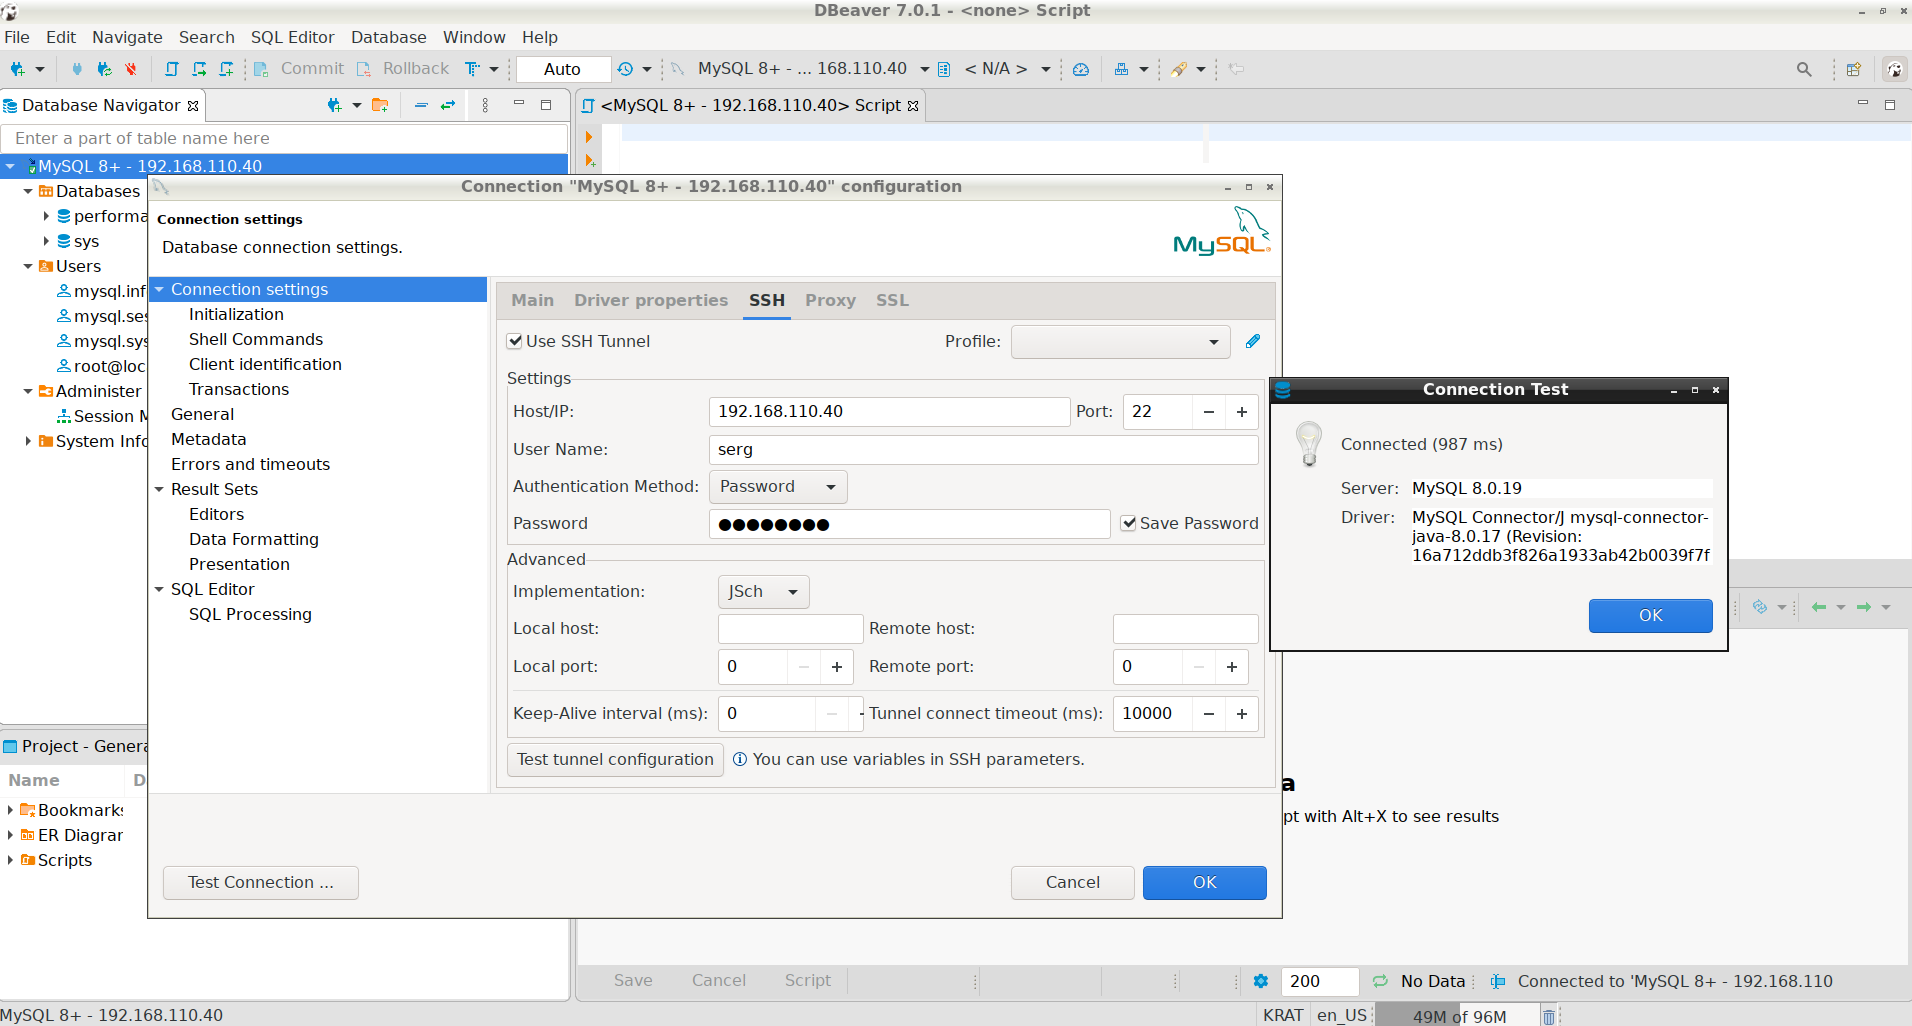 DBeaver 7.0.1 - <none> Script
File Edit Navigate Search SQL Editor Database Window Help
Commit Rollback Auto MySQL 8+ - ... 168.110.40 < N/A >
Database Navigator
<MySQL 8+ - 192.168.110.40> Script
Enter a part of table name here
MySQL 8+ - 192.168.110.40
Databases
performa
sys
Users
mysql.inf
mysql.ses
mysql.sys
root@loc
Administer
Session M
System Info
Project - Genera
Name D
Bookmarks
ER Diagram
Scripts
Connection "MySQL 8+ - 192.168.110.40" configuration
Connection settings
Database connection settings.
MySQL
Connection settings
Initialization
Shell Commands
Client identification
Transactions
General
Metadata
Errors and timeouts
Result Sets
Editors
Data Formatting
Presentation
SQL Editor
SQL Processing
Main Driver properties SSH Proxy SSL
Use SSH Tunnel Profile:
Settings
Host/IP: 192.168.110.40 Port: 22
User Name: serg
Authentication Method: Password
Password ●●●●●●●● Save Password
Advanced
Implementation: JSch
Local host: Remote host:
Local port: 0 Remote port: 0
Keep-Alive interval (ms): 0 Tunnel connect timeout (ms): 10000
Test tunnel configuration You can use variables in SSH parameters.
Test Connection ... Cancel OK
Connection Test
Connected (987 ms)
Server: MySQL 8.0.19
Driver: MySQL Connector/J mysql-connector-
java-8.0.17 (Revision:
16a712ddb3f826a1933ab42b0039f7f
OK
a
pt with Alt+X to see results
Save Cancel Script 200 No Data Connected to 'MySQL 8+ - 192.168.110
MySQL 8+ - 192.168.110.40 KRAT en_US 49M of 96M